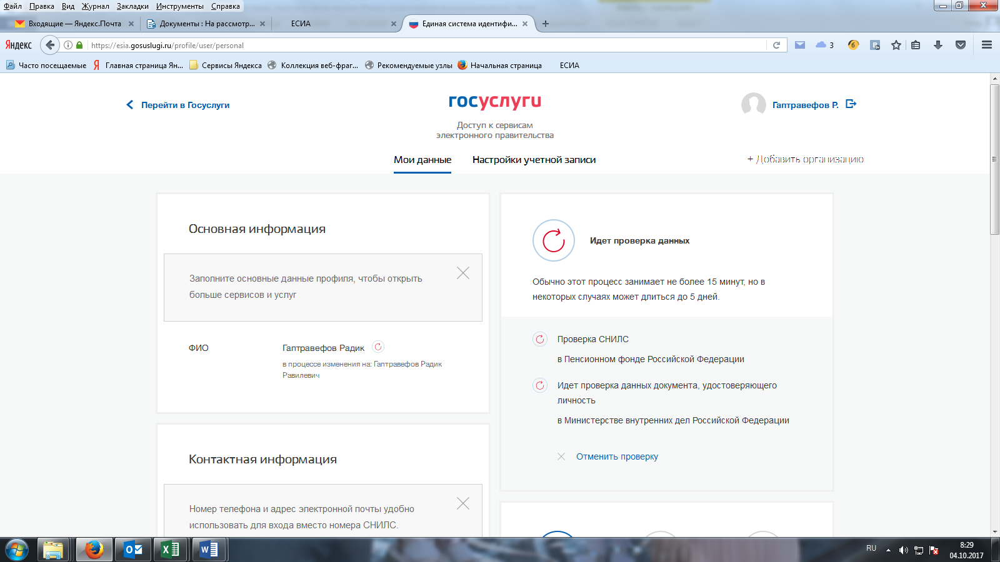 Файл Правка Вид Журнал Закладки Инструменты Справка
Входящие — Яндекс.Почта
Документы : На рассмотр...
ЕСИА
Единая система идентифи...
Яндекс
https://esia.gosuslugi.ru/profile/user/personal
3
6
Часто посещаемые
Главная страница Ян...
Сервисы Яндекса
Коллекция веб-фраг...
Рекомендуемые узлы
Начальная страница
ЕСИА
Перейти в Госуслуги
госуслуги
Доступ к сервисам
электронного правительства
Гаптравефов Р.
Мои данные
Настройки учетной записи
+ Добавить организацию
Основная информация
Заполните основные данные профиля, чтобы открыть
больше сервисов и услуг
ФИО
Гаптравефов Радик
в процессе изменения на: Гаптравефов Радик
Равилевич
Контактная информация
Номер телефона и адрес электронной почты удобно
использовать для входа вместо номера СНИЛС.
Идет проверка данных
Обычно этот процесс занимает не более 15 минут, но в
некоторых случаях может длиться до 5 дней.
Проверка СНИЛС
в Пенсионном фонде Российской Федерации
Идет проверка данных документа, удостоверяющего
личность
в Министерстве внутренних дел Российской Федерации
Отменить проверку
RU
8:29
04.10.2017